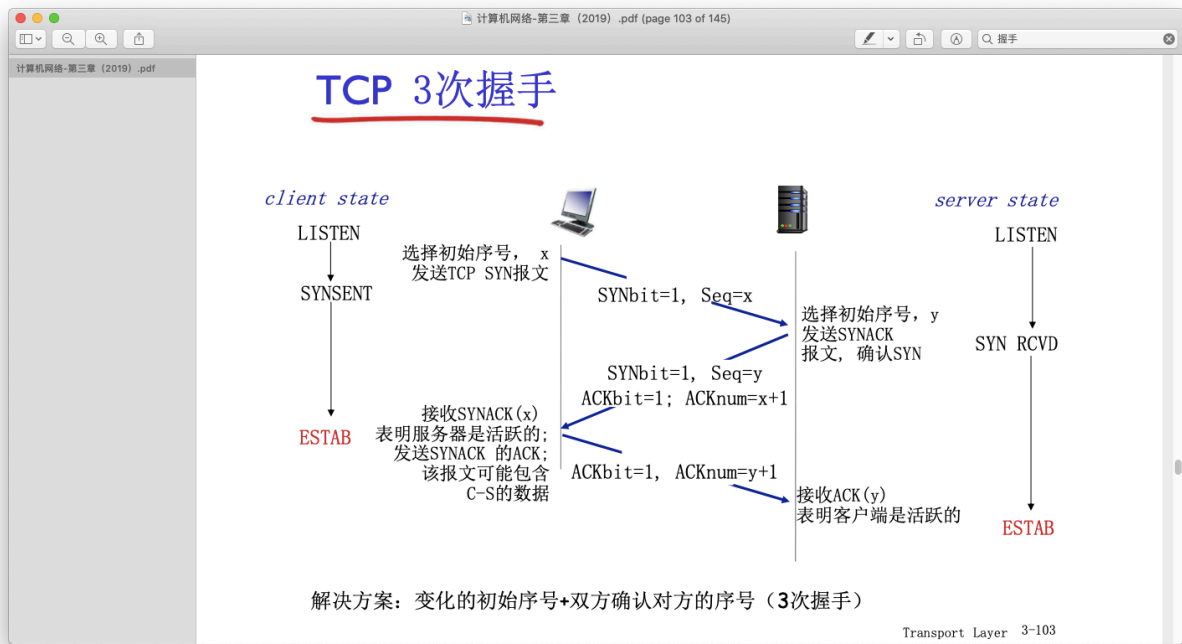 计算机网络-第三章（2019）.pdf (page 103 of 145)
握手
计算机网络-第三章（2019）.pdf
TCP 3次握手
client state
server state
LISTEN
LISTEN
选择初始序号， x
发送TCP SYN报文
SYNSENT
SYNbit=1, Seq=x
选择初始序号，y
发送SYNACK
报文, 确认SYN
SYN RCVD
SYNbit=1, Seq=y
ACKbit=1; ACKnum=x+1
接收SYNACK(x)
表明服务器是活跃的;
发送SYNACK 的ACK;
该报文可能包含
C-S的数据
ESTAB
ACKbit=1, ACKnum=y+1
接收ACK(y)
表明客户端是活跃的
ESTAB
解决方案: 变化的初始序号+双方确认对方的序号（3次握手）
Transport Layer 3-103